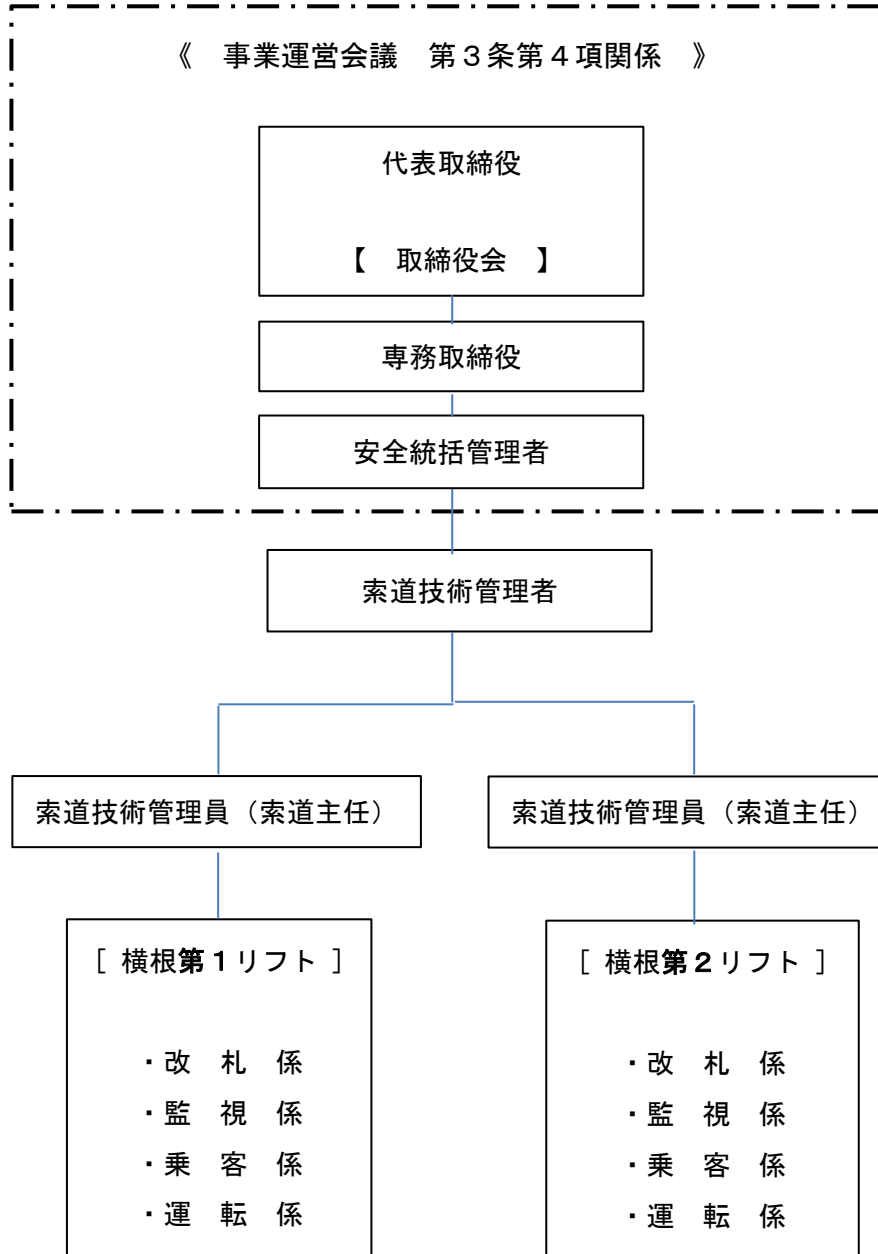 《　事業運営会議　第３条第４項関係　》
代表取締役
【　取締役会　】
専務取締役
安全統括管理者
索道技術管理者
索道技術管理員（索道主任）
索道技術管理員（索道主任）
［ 横根第１リフト ］
・改　札　係
・監　視　係
・乗　客　係
・運　転　係
［ 横根第２リフト ］
・改　札　係
・監　視　係
・乗　客　係
・運　転　係